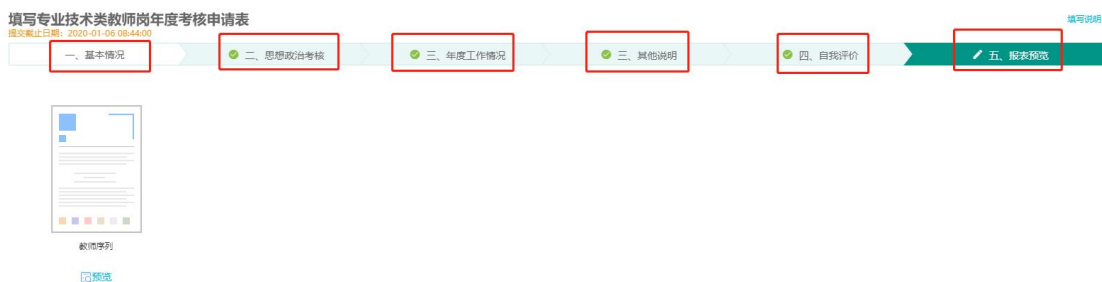 填写专业技术类教师岗年度考核申请表
填写说明
提交截止日期：2020-01-06 08:44:00
一、基本情况
二、思想政治考核
三、年度工作情况
三、其他说明
四、自我评价
五、报表预览
教师序列
预览